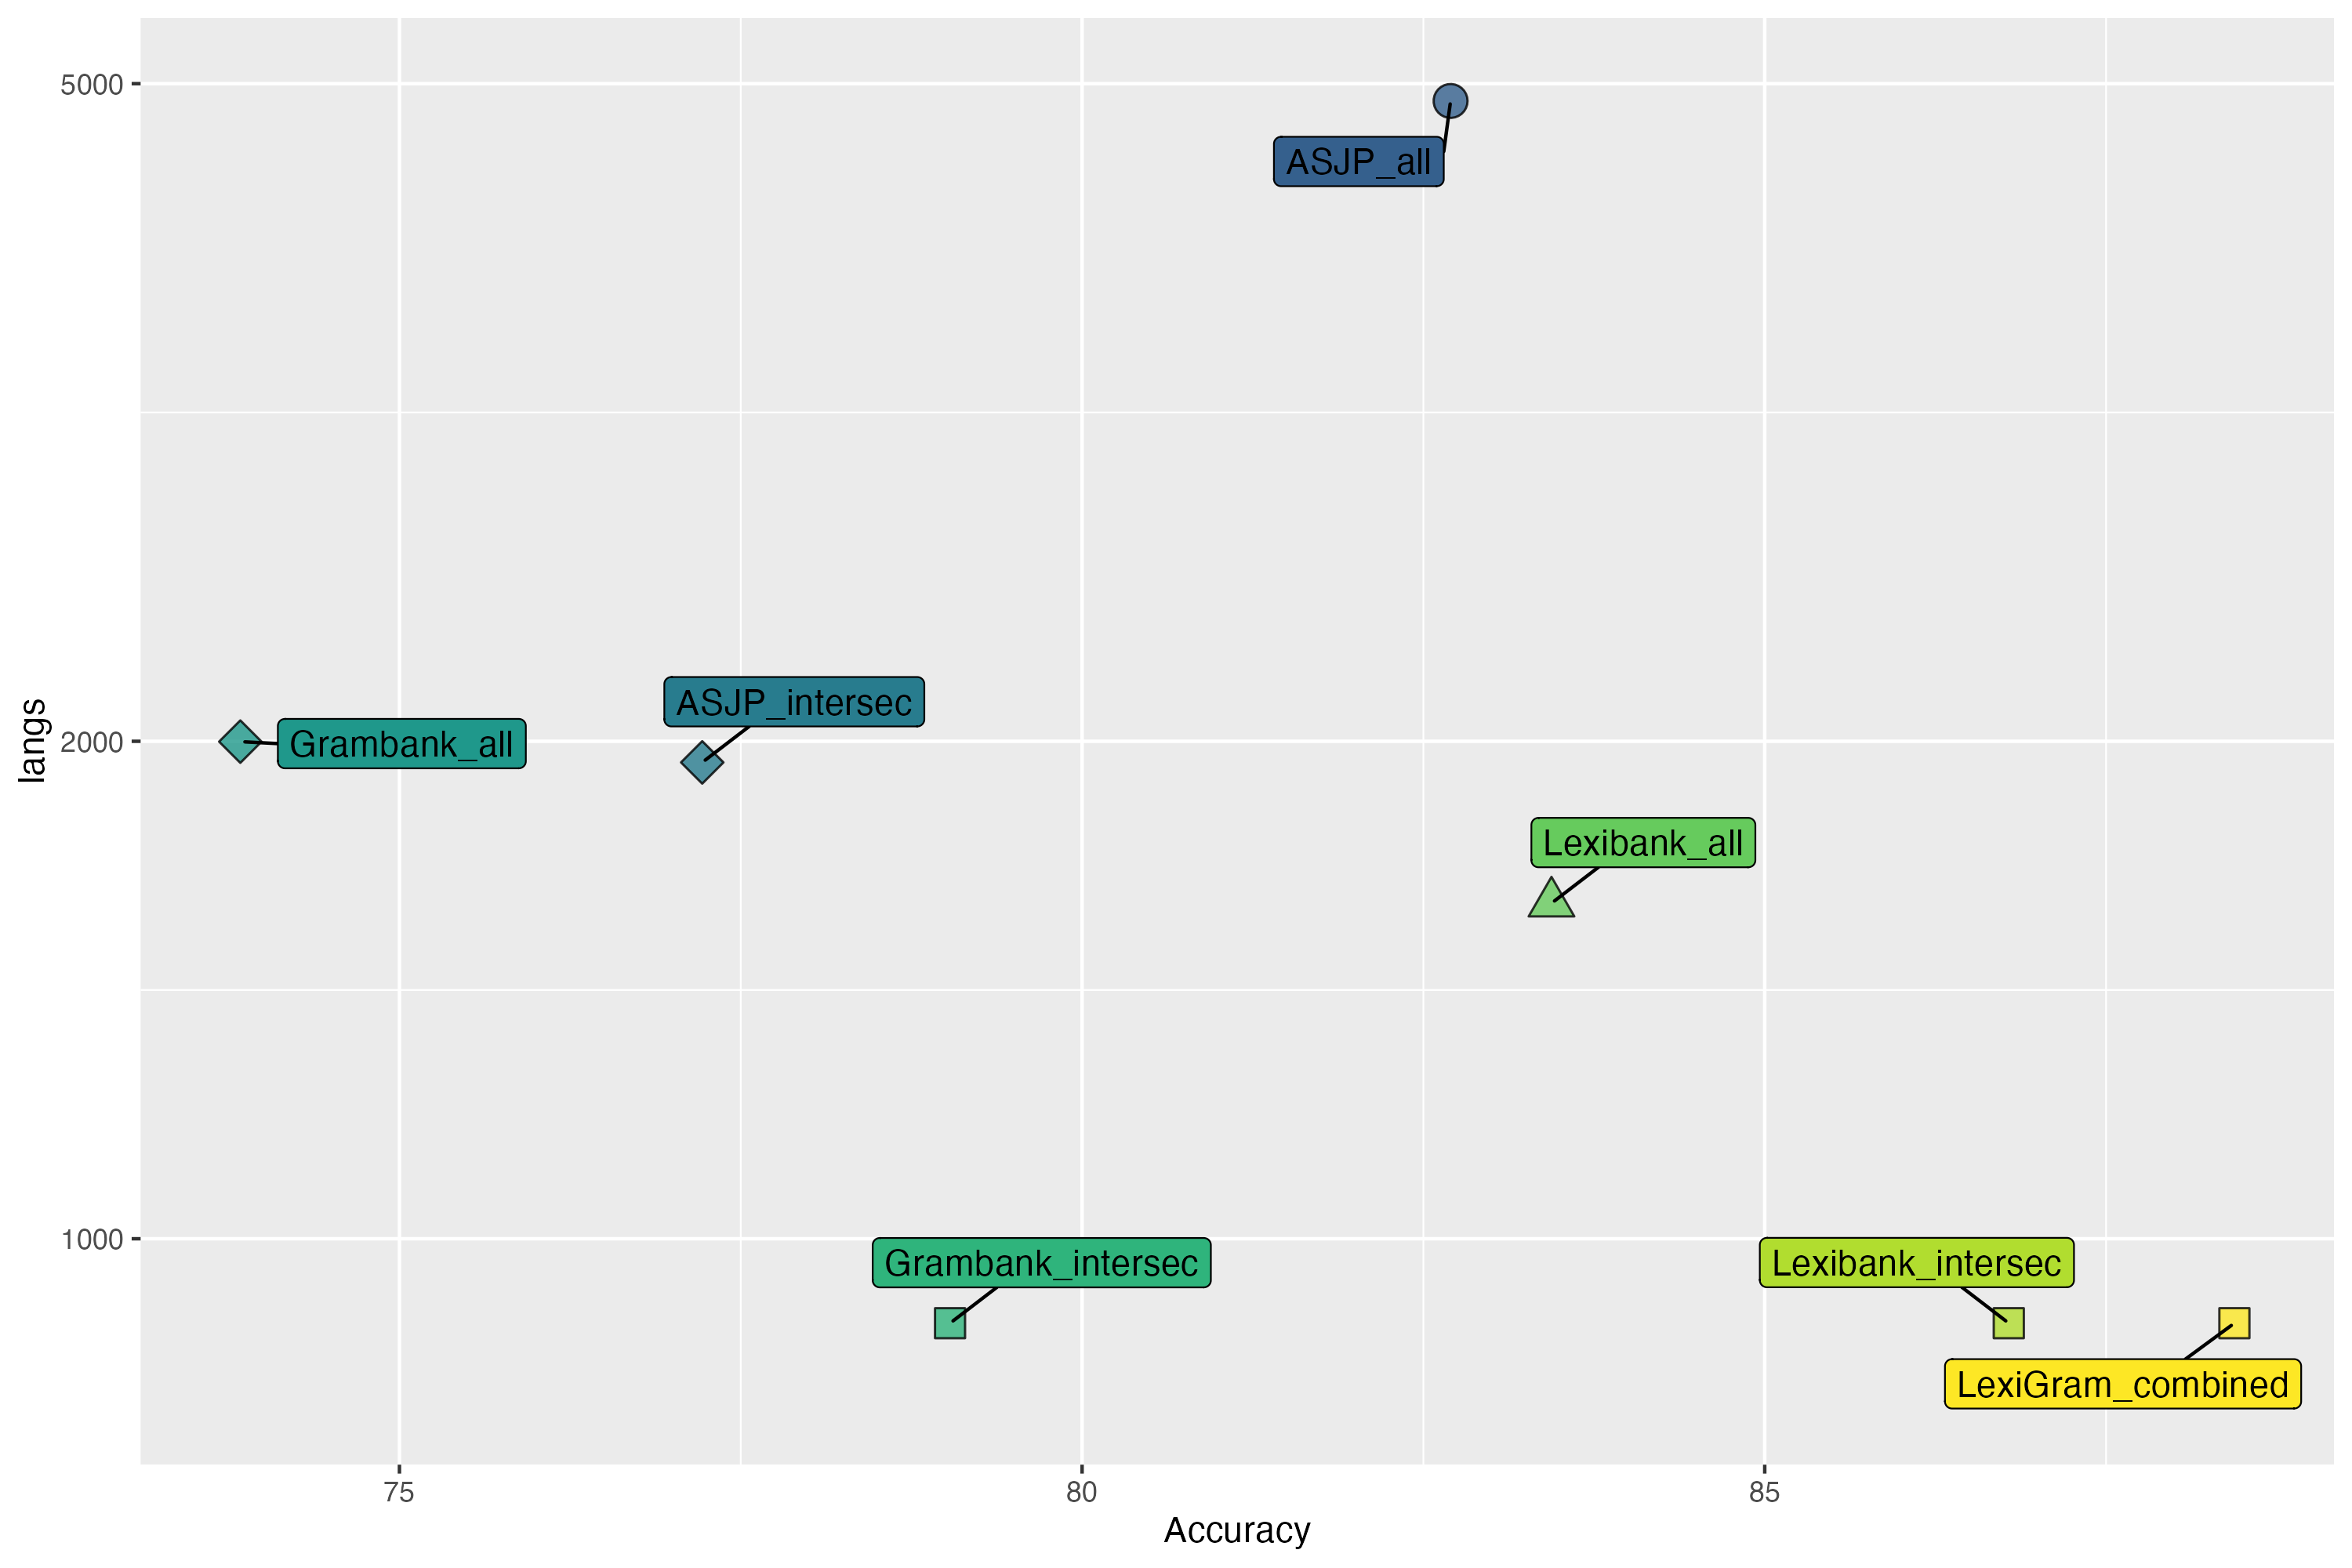 5000
ASJP_all
ASJP_intersec
Grambank_all
2000
langs
Lexibank_all
1000
Grambank_intersec
Lexibank_intersec
LexiGram_combined
75
80
85
Accuracy